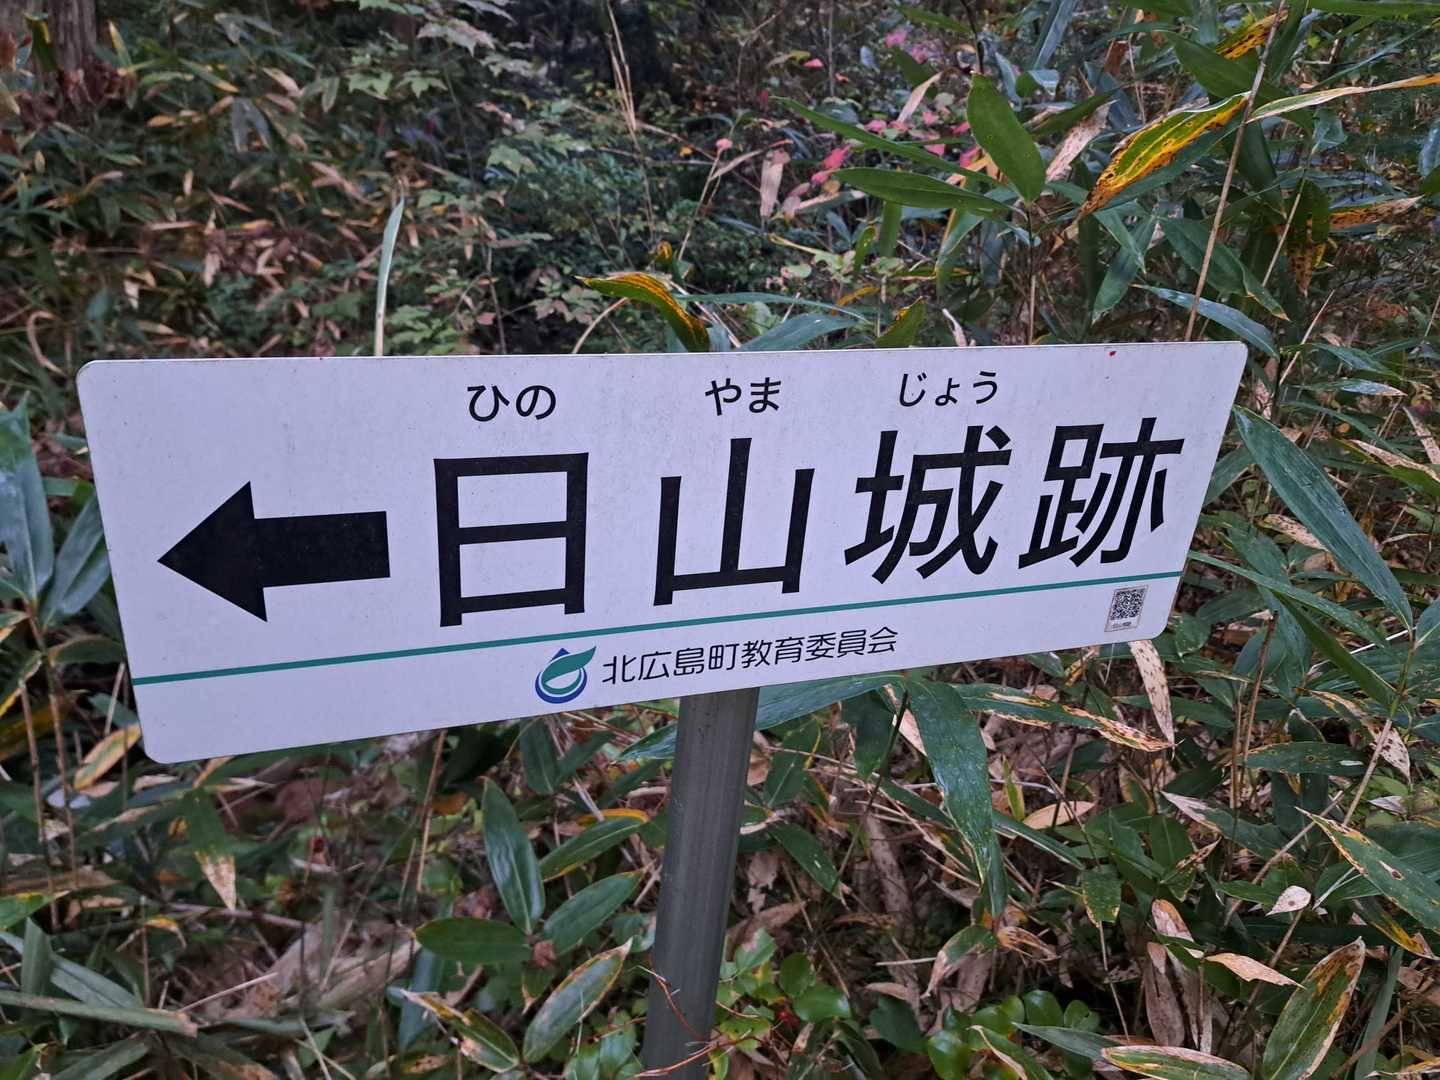 ひの やま じょう
← 日山城跡
北広島町教育委員会